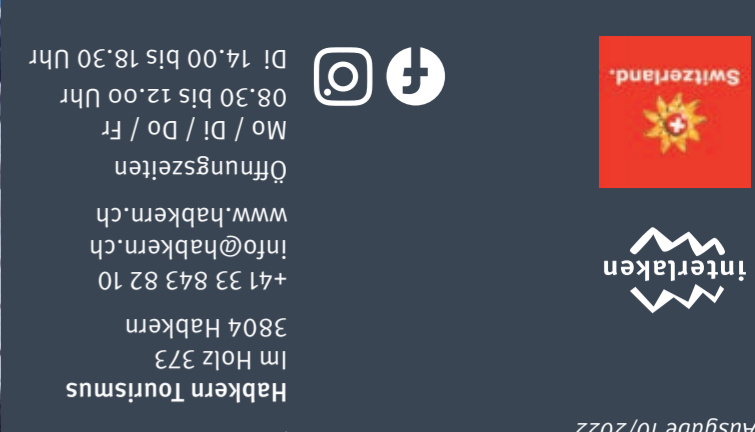 Ausgabe 10/2022
Habkern Tourismus
Im Holz 373
3804 Habkern
+41 33 843 82 10
info@habkern.ch
www.habkern.ch
Öffnungszeiten
Mo / Di / Do / Fr
08.30 bis 12.00 Uhr
Di 14.00 bis 18.30 Uhr
interlaken
Switzerland.